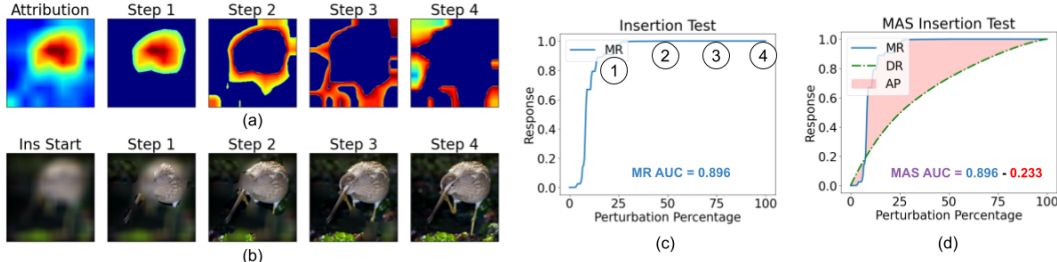 Attribution Step 1 Step 2 Step 3 Step 4
(a)
Ins Start Step 1 Step 2 Step 3 Step 4
(b)
Insertion Test
MR
1 2 3 4
Response
1.0
0.8
0.6
0.4
0.2
0.0
MR AUC = 0.896
0 25 50 75 100
Perturbation Percentage
(c)
MAS Insertion Test
MR
DR
AP
Response
1.0
0.8
0.6
0.4
0.2
0.0
MAS AUC = 0.896 - 0.233
0 25 50 75 100
Perturbation Percentage
(d)